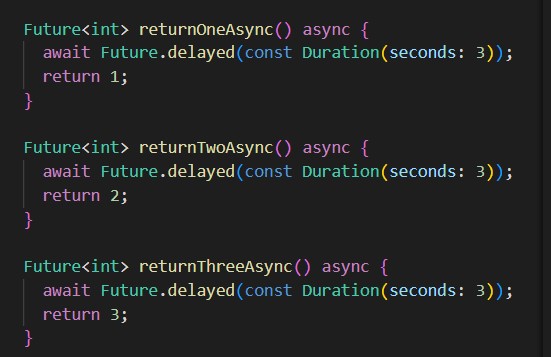 Future<int> returnOneAsync() async {
  await Future.delayed(const Duration(seconds: 3));
  return 1;
}

Future<int> returnTwoAsync() async {
  await Future.delayed(const Duration(seconds: 3));
  return 2;
}

Future<int> returnThreeAsync() async {
  await Future.delayed(const Duration(seconds: 3));
  return 3;
}